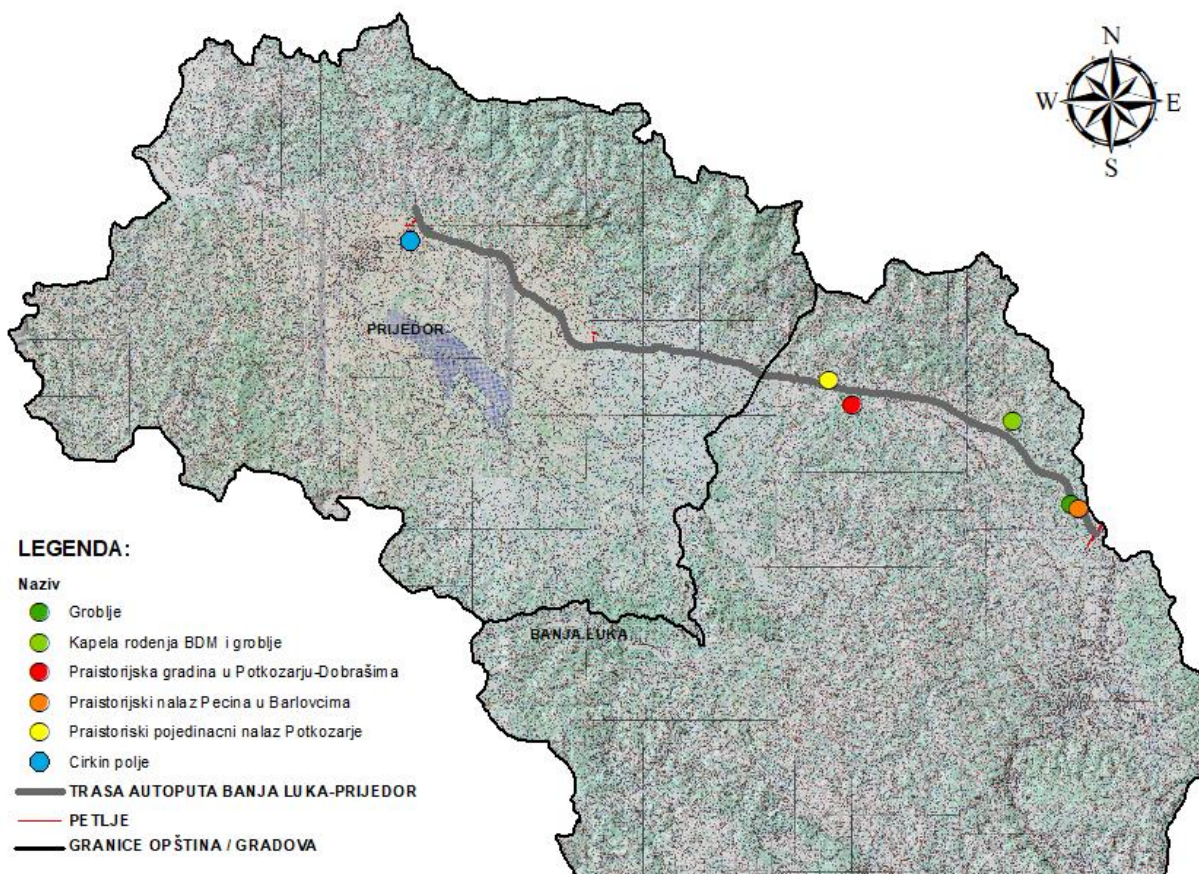 N
W E
S
PRIJEDOR
BANJA LUKA
LEGENDA:
Naziv
Groblje
Kapela rođenja BDM i groblje
Praistorijska gradina u Potkozarju-Dobrašima
Praistorijski nalaz Pecina u Barlovcima
Praistoriski pojedinacni nalaz Potkozarje
Cirkin polje
TRASA AUTOPUTA BANJA LUKA-PRIJEDOR
PETLJE
GRANICE OPŠTINA / GRADOVA